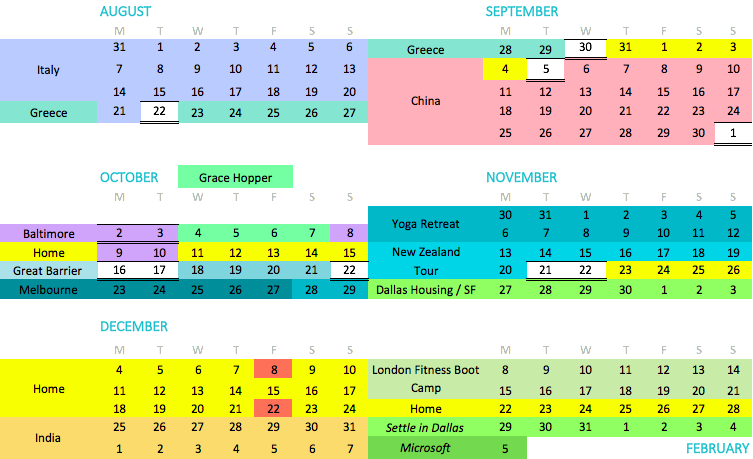 AUGUST
M T W T F S S
31 1 2 3 4 5 6
Italy 7 8 9 10 11 12 13
14 15 16 17 18 19 20
Greece 21 22 23 24 25 26 27
SEPTEMBER
M T W T F S S
Greece 28 29 30 31 1 2 3
4 5 6 7 8 9 10
China 11 12 13 14 15 16 17
18 19 20 21 22 23 24
25 26 27 28 29 30 1
OCTOBER Grace Hopper
M T W T F S S
Baltimore 2 3 4 5 6 7 8
Home 9 10 11 12 13 14 15
Great Barrier 16 17 18 19 20 21 22
Melbourne 23 24 25 26 27 28 29
NOVEMBER
M T W T F S S
Yoga Retreat 30 31 1 2 3 4 5
6 7 8 9 10 11 12
New Zealand 13 14 15 16 17 18 19
Tour 20 21 22 23 24 25 26
Dallas Housing / SF 27 28 29 30 1 2 3
DECEMBER
M T W T F S S
4 5 6 7 8 9 10
Home 11 12 13 14 15 16 17
18 19 20 21 22 23 24
India 25 26 27 28 29 30 31
1 2 3 4 5 6 7
M T W T F S S
London Fitness Boot 8 9 10 11 12 13 14
Camp 15 16 17 18 19 20 21
Home 22 23 24 25 26 27 28
Settle in Dallas 29 30 31 1 2 3 4
Microsoft 5 FEBRUARY